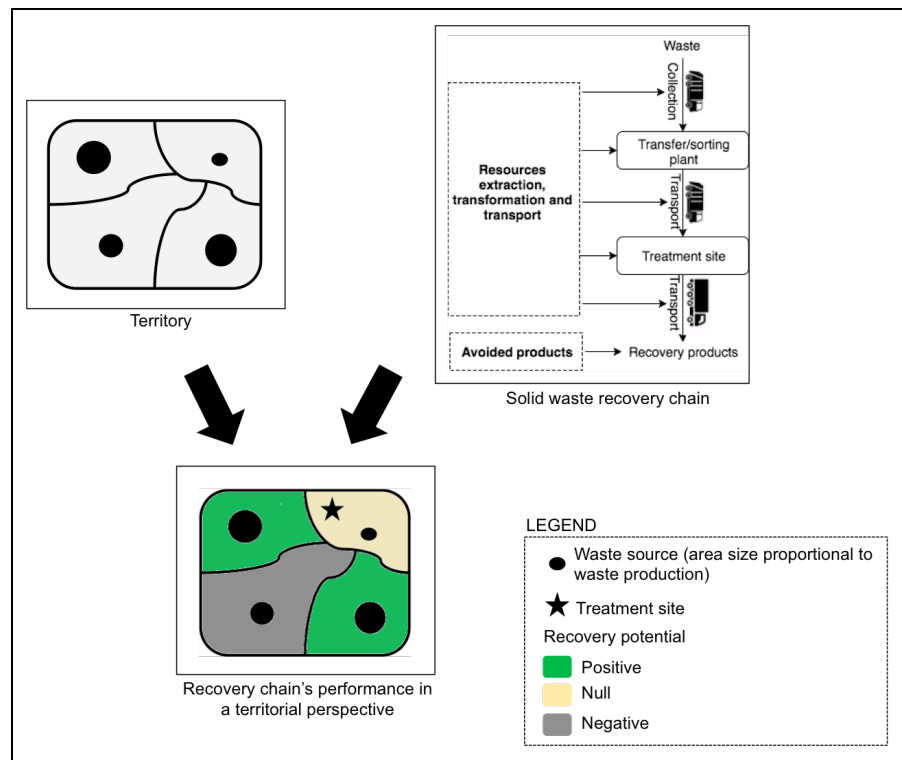 Waste
Collection
Transfer/sorting
plant
Transport
Resources
extraction,
transformation and
transport
Treatment site
Transport
Avoided products
Recovery products
Territory
Solid waste recovery chain
Recovery chain's performance in
a territorial perspective
LEGEND
Waste source (area size proportional to
waste production)
Treatment site
Recovery potential
Positive
Null
Negative